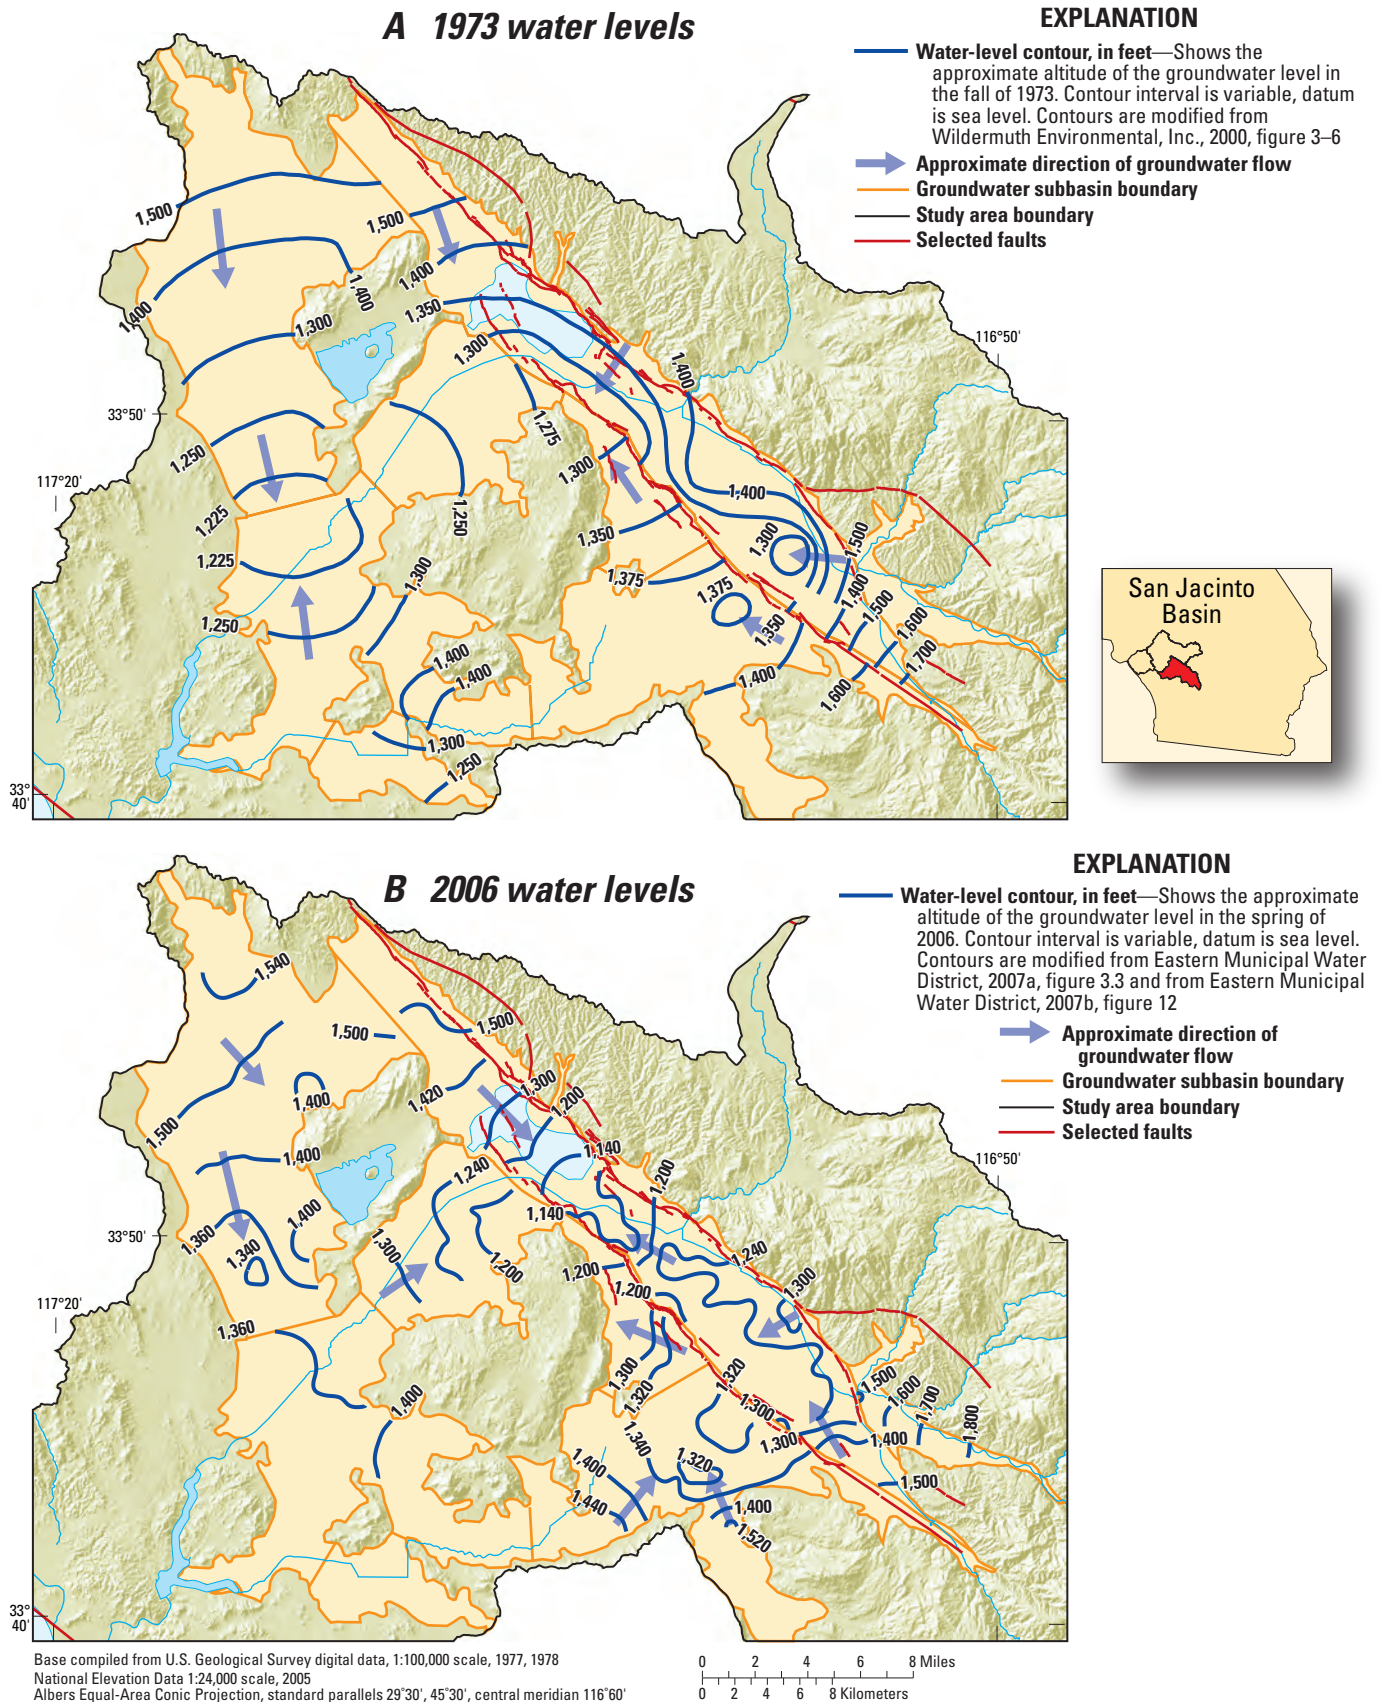 A 1973 water levels
EXPLANATION
Water-level contour, in feet—Shows the
approximate altitude of the groundwater level in
the fall of 1973. Contour interval is variable, datum
is sea level. Contours are modified from
Wildermuth Environmental, Inc., 2000, figure 3–6
Approximate direction of groundwater flow
Groundwater subbasin boundary
Study area boundary
Selected faults
1,500
1,500
1,400
1,400
1,400
1,350
1,300
1,300
116°50'
1,400
33°50'
1,275
1,250
1,300
117°20'
1,400
1,225
1,250
1,350
1,300
1,500
1,225
1,300
1,375
1,375
1,400
1,500
1,250
1,350
1,600
1,400
1,700
1,400
1,400
1,600
1,300
1,250
33°
40'
San Jacinto
Basin
B 2006 water levels
EXPLANATION
Water-level contour, in feet—Shows the approximate
altitude of the groundwater level in the spring of
2006. Contour interval is variable, datum is sea level.
Contours are modified from Eastern Municipal Water
District, 2007a, figure 3.3 and from Eastern Municipal
Water District, 2007b, figure 12
Approximate direction of
groundwater flow
Groundwater subbasin boundary
Study area boundary
Selected faults
1,540
1,500
1,500
1,300
1,420
1,400
1,200
1,500
1,140
1,400
1,240
1,200
116°50'
1,400
1,140
1,360
33°50'
1,340
1,300
1,240
1,200
1,200
1,300
1,200
117°20'
1,360
1,300
1,320
1,320
1,500
1,400
1,600
1,700
1,300
1,800
1,340
1,300
1,400
1,320
1,400
1,500
1,440
1,400
1,520
33°
40'
Base compiled from U.S. Geological Survey digital data, 1:100,000 scale, 1977, 1978
National Elevation Data 1:24,000 scale, 2005
Albers Equal-Area Conic Projection, standard parallels 29°30', 45°30', central meridian 116°60'
0 2 4 6 8 Miles
0 2 4 6 8 Kilometers